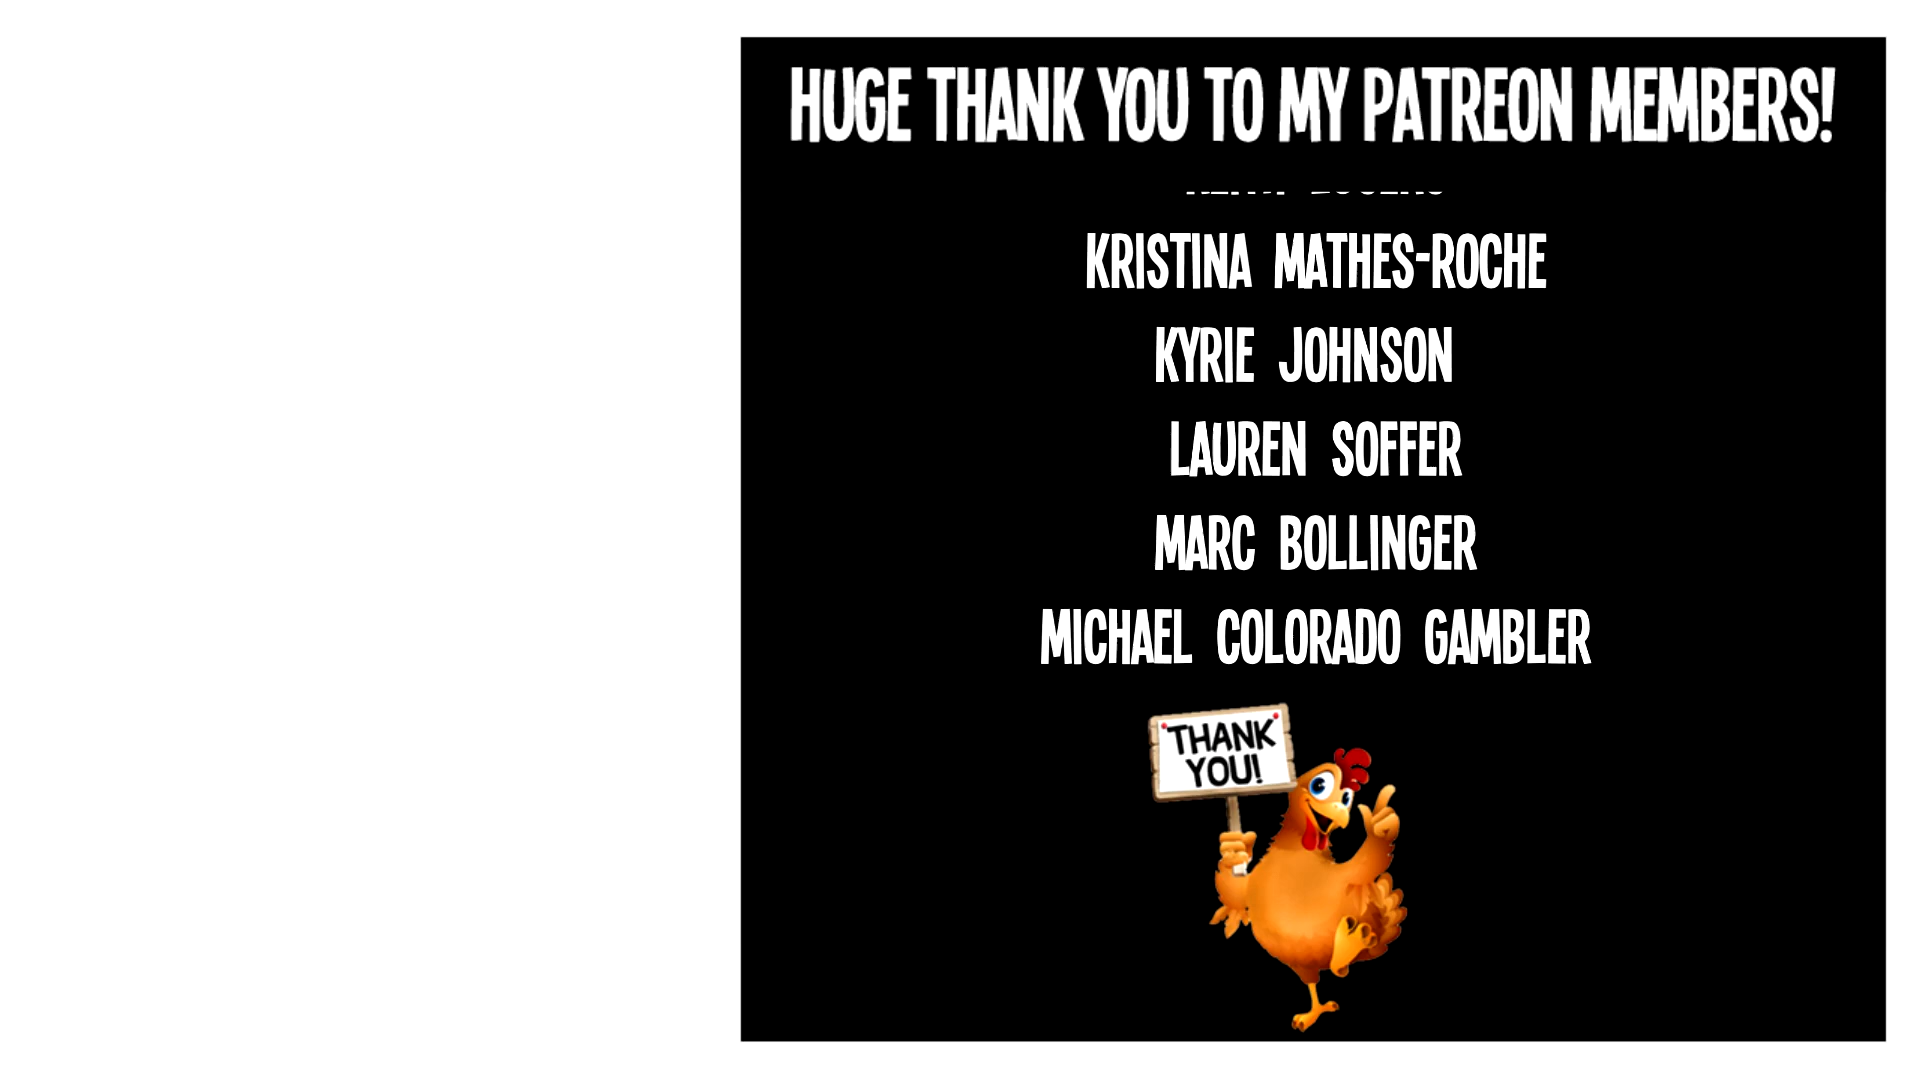 HUGE THANK YOU TO MY PATREON MEMBERS!
KRISTINA MATHES-ROCHE
KYRIE JOHNSON
LAUREN SOFFER
MARC BOLLINGER
MICHAEL COLORADO GAMBLER
THANK
YOU!